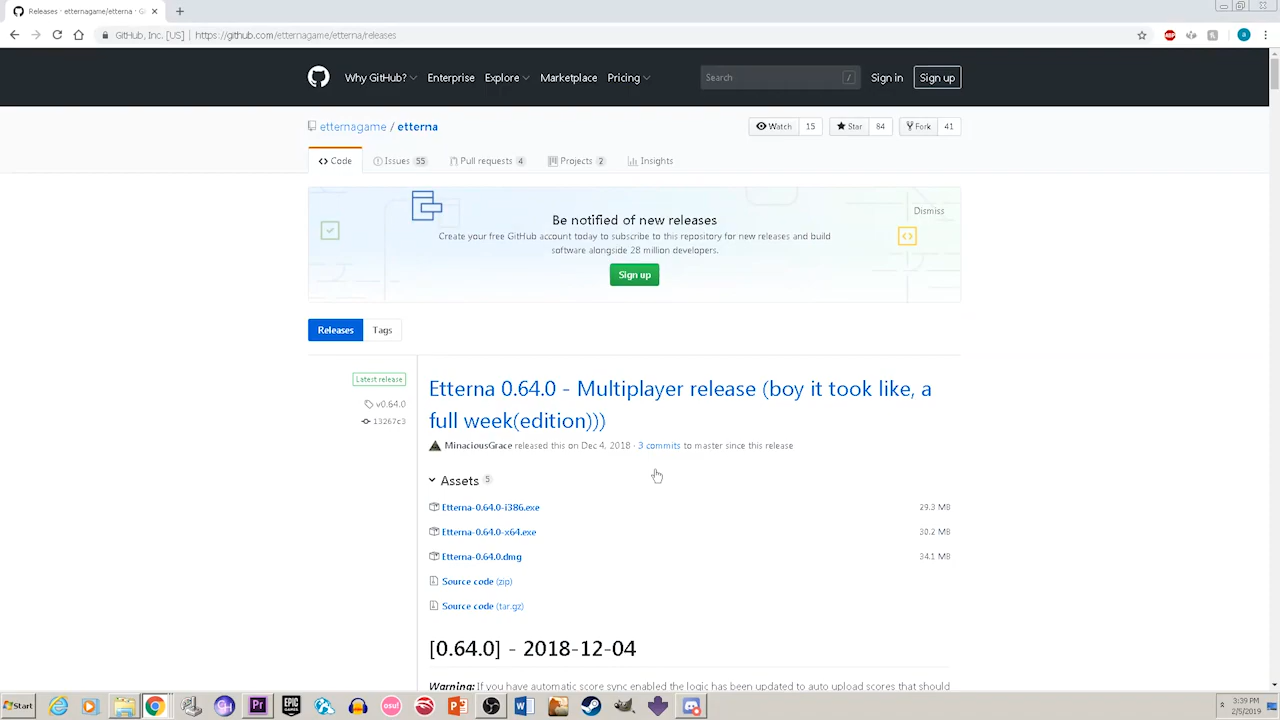 Releases · etternagame/etterna · G
GitHub, Inc. [US] | https://github.com/etternagame/etterna/releases
ABP
a
Why GitHub? Enterprise Explore Marketplace Pricing Search / Sign in Sign up
etternagame / etterna
Watch 15 Star 84 Fork 41
Code Issues 55 Pull requests 4 Projects 2 Insights
Be notified of new releases
Dismiss
Create your free GitHub account today to subscribe to this repository for new releases and build
software alongside 28 million developers.
Sign up
Releases Tags
Latest release
v0.64.0
13267c3
Etterna 0.64.0 - Multiplayer release (boy it took like, a
full week(edition)))
MinaciousGrace released this on Dec 4, 2018 · 3 commits to master since this release
Assets 5
Etterna-0.64.0-i386.exe 29.3 MB
Etterna-0.64.0-x64.exe 30.2 MB
Etterna-0.64.0.dmg 34.1 MB
Source code (zip)
Source code (tar.gz)
[0.64.0] - 2018-12-04
Warning: If you have automatic score sync enabled the logic has been updated to auto upload scores that should
Start
Pr
EPIC GAMES
osu!
3:39 PM
2/5/2019